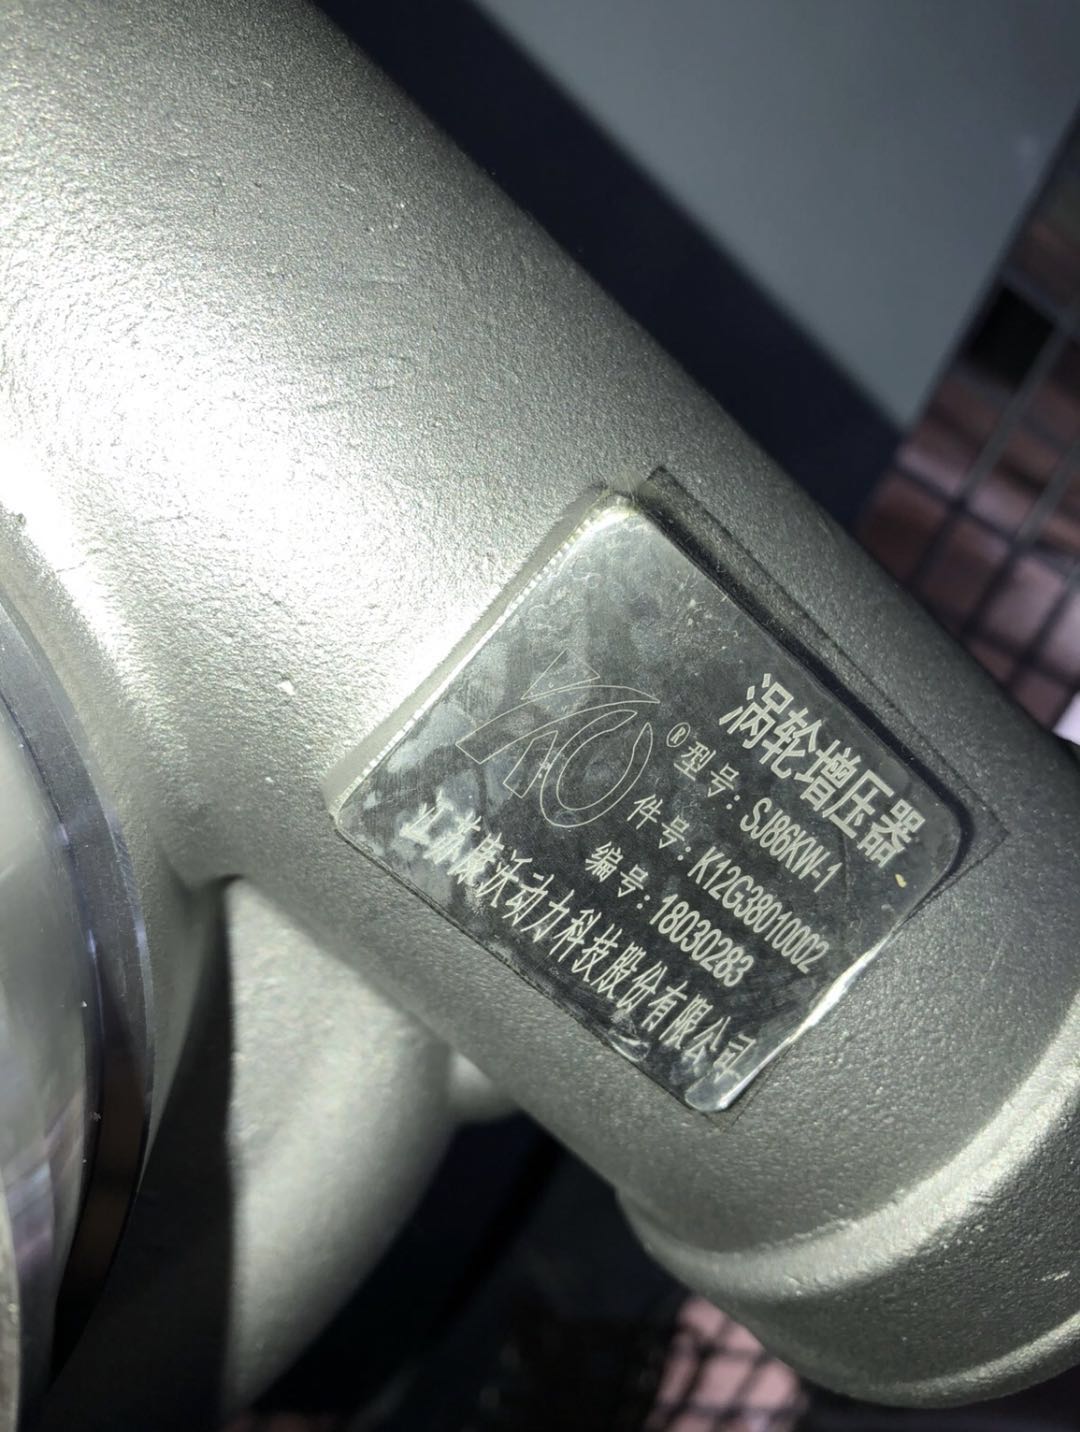 涡轮增压器
®型号：SJ86KW-1
件号：K12G38010002
编号：18030283
江苏康沃动力科技股份有限公司